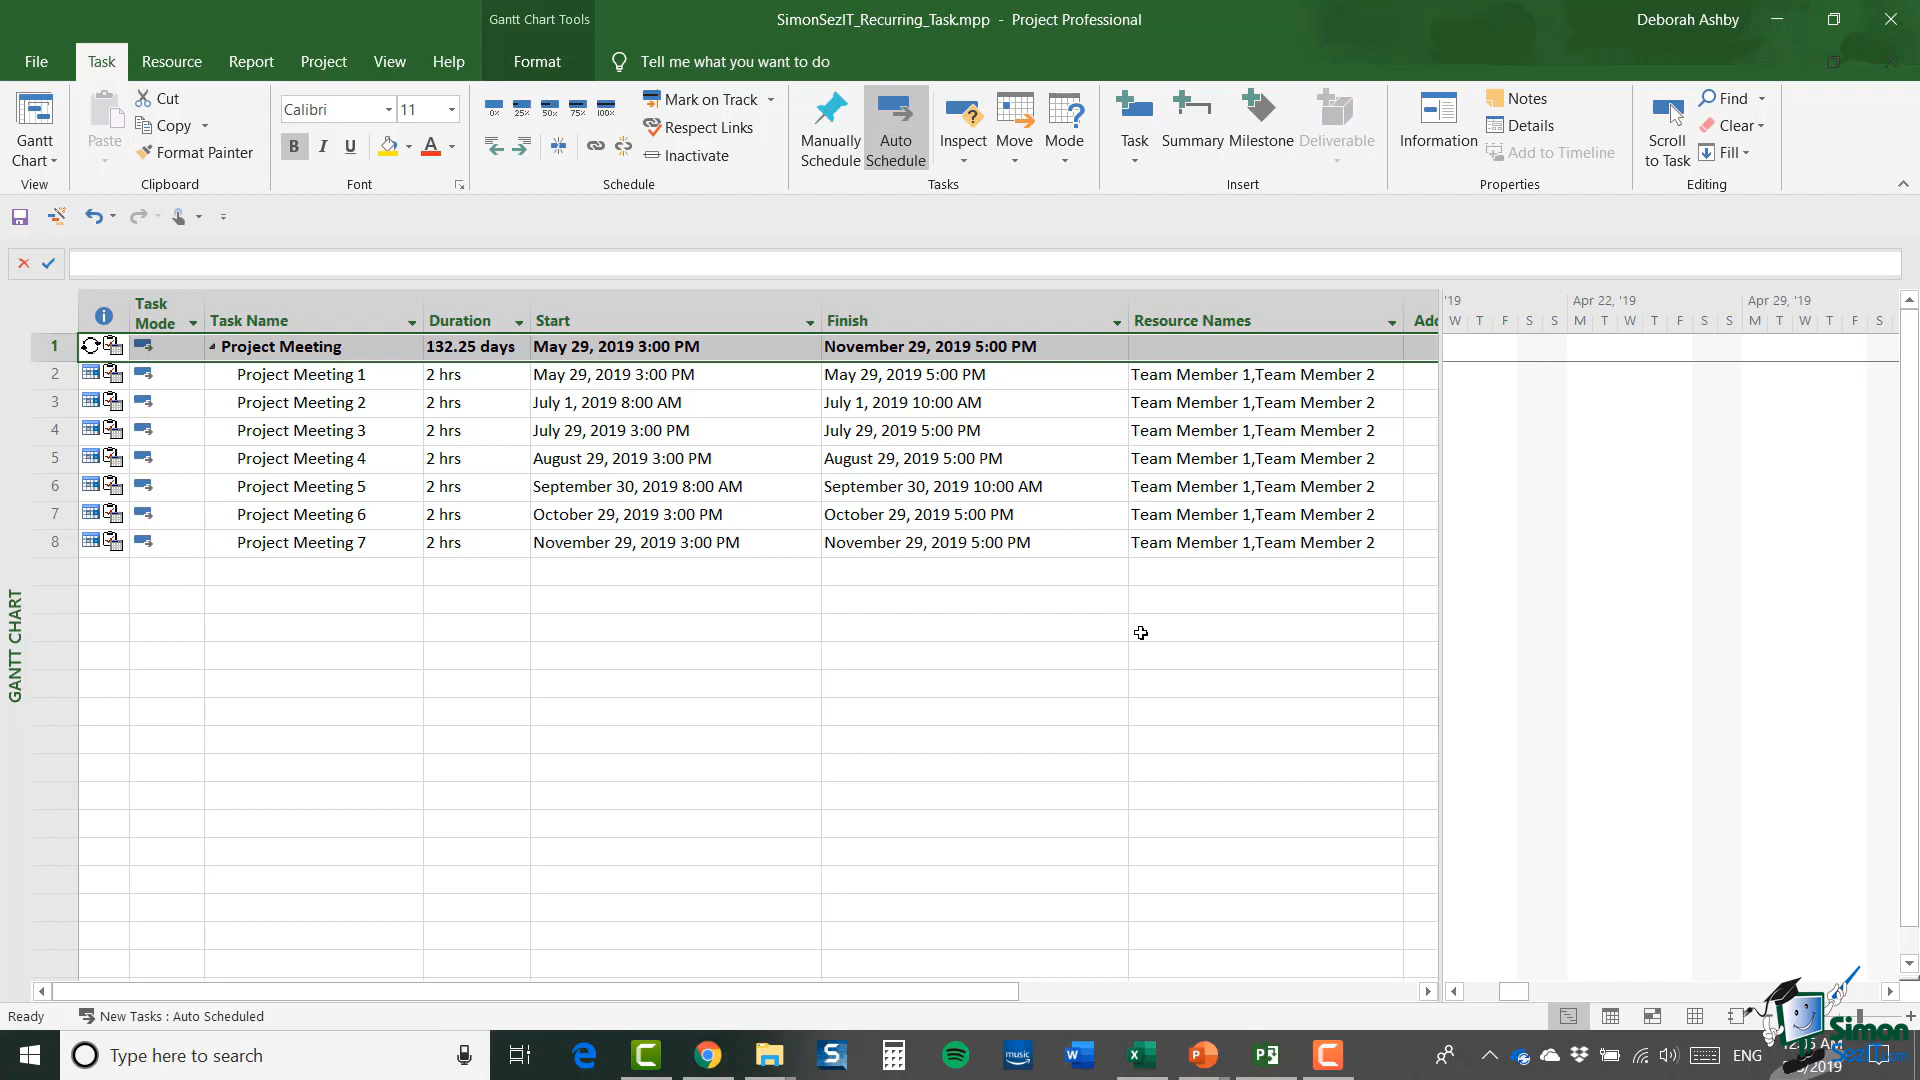 Gantt Chart Tools
SimonSezIT_Recurring_Task.mpp - Project Professional
Deborah Ashby
File Task Resource Report Project View Help Format Tell me what you want to do
Gantt Chart
View
Paste
Cut
Copy
Format Painter
Clipboard
Calibri 11
B I U A
Font
0% 25% 50% 75% 100%
Mark on Track
Respect Links
Inactivate
Schedule
Manually Schedule
Auto Schedule
Inspect Move Mode
Tasks
Task Summary Milestone Deliverable
Insert
Information
Notes
Details
Add to Timeline
Properties
Scroll to Task
Find
Clear
Fill
Editing
Task Mode Task Name Duration Start Finish Resource Names Add
'19 Apr 22, '19 Apr 29, '19
W T F S S M T W T F S S M T W T F S
1 Project Meeting 132.25 days May 29, 2019 3:00 PM November 29, 2019 5:00 PM
2 Project Meeting 1 2 hrs May 29, 2019 3:00 PM May 29, 2019 5:00 PM Team Member 1,Team Member 2
3 Project Meeting 2 2 hrs July 1, 2019 8:00 AM July 1, 2019 10:00 AM Team Member 1,Team Member 2
4 Project Meeting 3 2 hrs July 29, 2019 3:00 PM July 29, 2019 5:00 PM Team Member 1,Team Member 2
5 Project Meeting 4 2 hrs August 29, 2019 3:00 PM August 29, 2019 5:00 PM Team Member 1,Team Member 2
6 Project Meeting 5 2 hrs September 30, 2019 8:00 AM September 30, 2019 10:00 AM Team Member 1,Team Member 2
7 Project Meeting 6 2 hrs October 29, 2019 3:00 PM October 29, 2019 5:00 PM Team Member 1,Team Member 2
8 Project Meeting 7 2 hrs November 29, 2019 3:00 PM November 29, 2019 5:00 PM Team Member 1,Team Member 2
GANTT CHART
Ready New Tasks : Auto Scheduled
Type here to search
music
ENG
Simon
SezIT.com